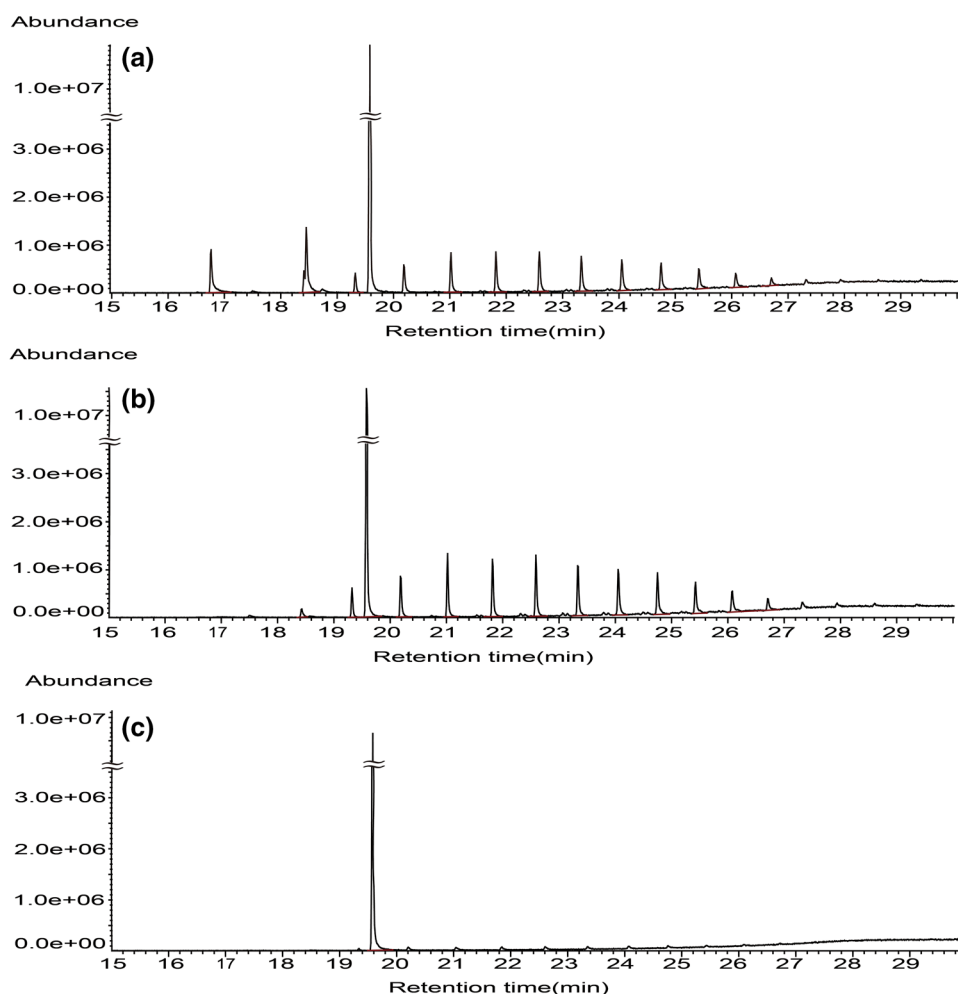 Abundance
(a)
1.0e+07
3.0e+06
2.0e+06
1.0e+06
0.0e+00
15 16 17 18 19 20 21 22 23 24 25 26 27 28 29
Retention time(min)
Abundance
(b)
1.0e+07
3.0e+06
2.0e+06
1.0e+06
0.0e+00
15 16 17 18 19 20 21 22 23 24 25 26 27 28 29
Retention time(min)
Abundance
(c)
1.0e+07
3.0e+06
2.0e+06
1.0e+06
0.0e+00
15 16 17 18 19 20 21 22 23 24 25 26 27 28 29
Retention time(min)